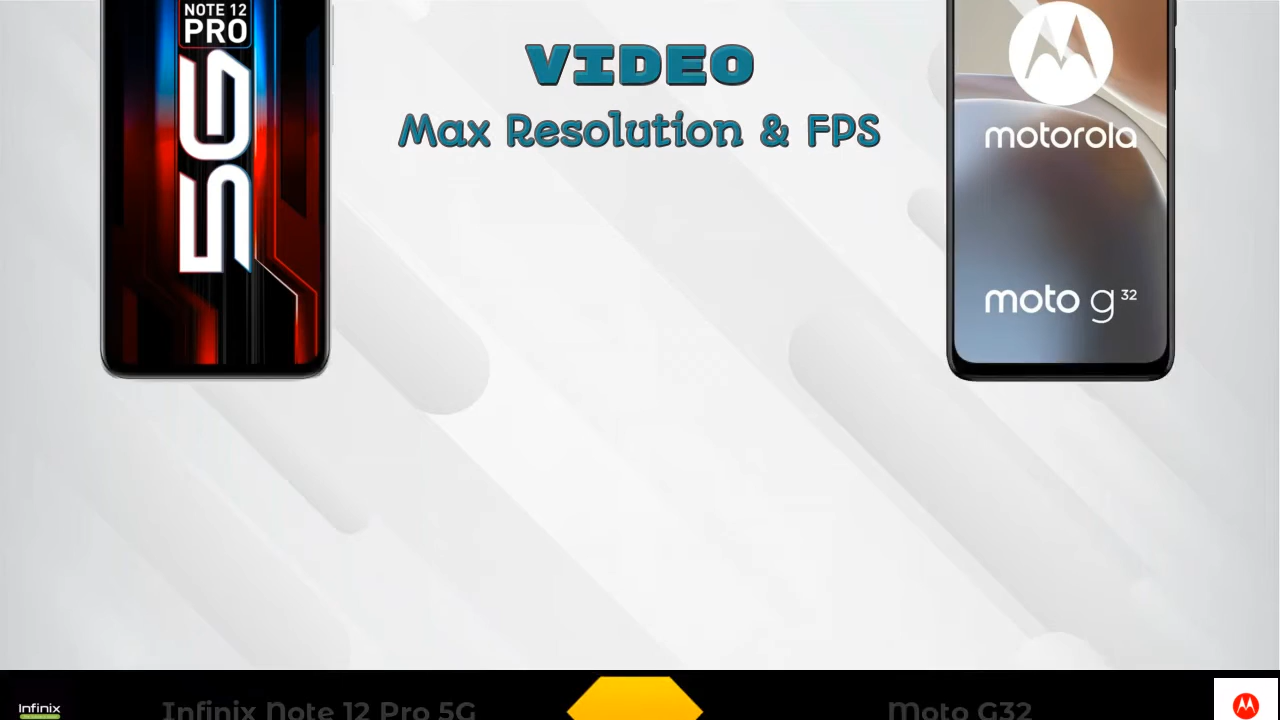 NOTE 12
PRO
5G
VIDEO
Max Resolution & FPS
motorola
moto g 32
Infinix
Infinix Note 12 Pro 5G
Moto G32